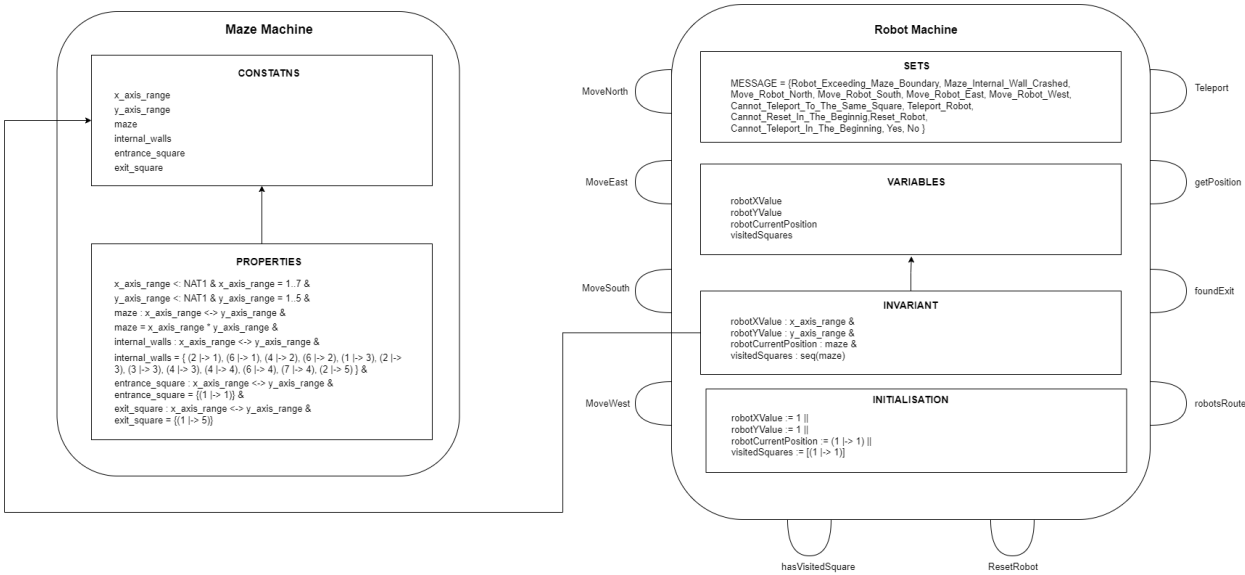 Maze Machine
CONSTATNS
x_axis_range
y_axis_range
maze
internal_walls
entrance_square
exit_square
PROPERTIES
x_axis_range <: NAT1 & x_axis_range = 1..7 &
y_axis_range <: NAT1 & y_axis_range = 1..5 &
maze : x_axis_range <-> y_axis_range &
maze = x_axis_range * y_axis_range &
internal_walls : x_axis_range <-> y_axis_range &
internal_walls = { (2 |-> 1), (6 |-> 1), (4 |-> 2), (6 |-> 2), (1 |-> 3), (2 |->
3), (3 |-> 3), (4 |-> 3), (4 |-> 4), (6 |-> 4), (7 |-> 4), (2 |-> 5) } &
entrance_square : x_axis_range <-> y_axis_range &
entrance_square = {(1 |-> 1)} &
exit_square : x_axis_range <-> y_axis_range &
exit_square = {(1 |-> 5)}
Robot Machine
SETS
MESSAGE = {Robot_Exceeding_Maze_Boundary, Maze_Internal_Wall_Crashed,
Move_Robot_North, Move_Robot_South, Move_Robot_East, Move_Robot_West,
Cannot_Teleport_To_The_Same_Square, Teleport_Robot,
Cannot_Reset_In_The_Beginnig,Reset_Robot,
Cannot_Teleport_In_The_Beginning, Yes, No }
VARIABLES
robotXValue
robotYValue
robotCurrentPosition
visitedSquares
INVARIANT
robotXValue : x_axis_range &
robotYValue : y_axis_range &
robotCurrentPosition : maze &
visitedSquares : seq(maze)
INITIALISATION
robotXValue := 1 ||
robotYValue := 1 ||
robotCurrentPosition := (1 |-> 1) ||
visitedSquares := [(1 |-> 1)]
MoveNorth
MoveEast
MoveSouth
MoveWest
Teleport
getPosition
foundExit
robotsRoute
hasVisitedSquare
ResetRobot